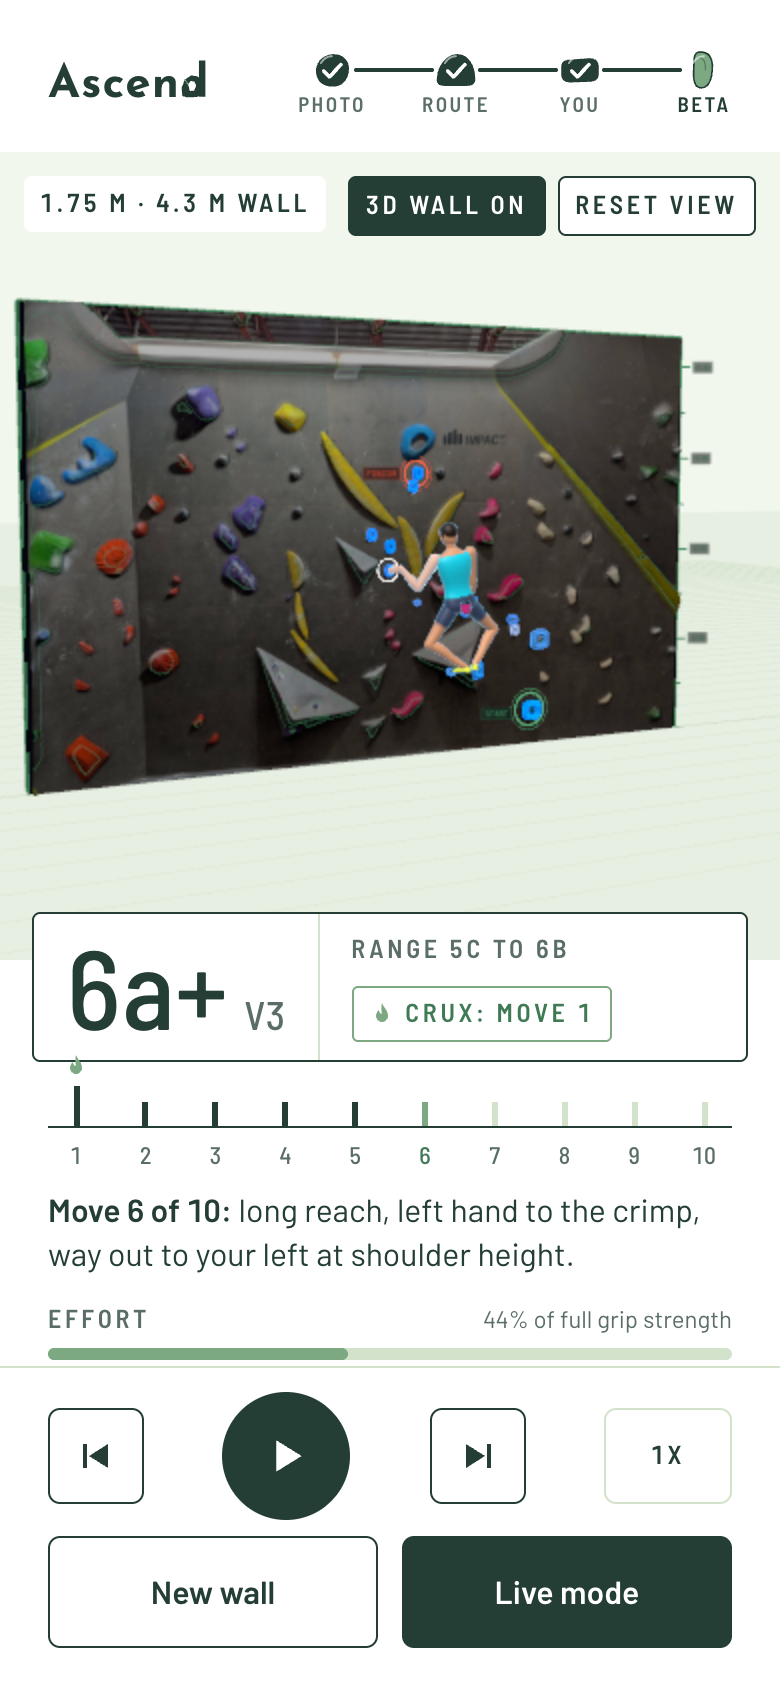 Ascend
PHOTO
ROUTE
YOU
BETA
1.75 M · 4.3 M WALL
3D WALL ON
RESET VIEW
IMPACT
START
6a+ V3
RANGE 5C TO 6B
CRUX: MOVE 1
1 2 3 4 5 6 7 8 9 10
Move 6 of 10: long reach, left hand to the crimp,
way out to your left at shoulder height.
EFFORT
44% of full grip strength
1X
New wall
Live mode